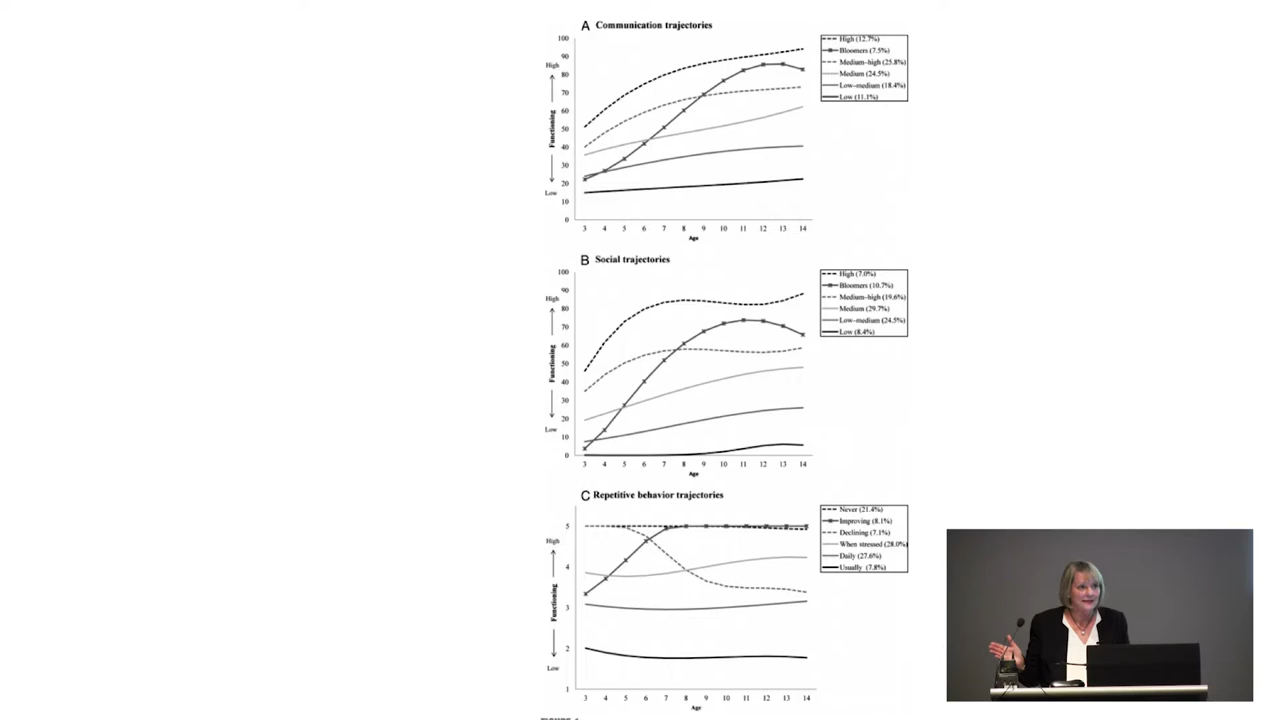 A Communication trajectories
100
90
80
70
60
50
40
30
20
10
0
High
Functioning
Low
3 4 5 6 7 8 9 10 11 12 13 14
Age
High (12.7%)
Bloomers (7.5%)
Medium–high (25.8%)
Medium (24.5%)
Low–medium (18.4%)
Low (11.1%)
B Social trajectories
100
90
80
70
60
50
40
30
20
10
0
High
Functioning
Low
3 4 5 6 7 8 9 10 11 12 13 14
Age
High (7.0%)
Bloomers (10.7%)
Medium–high (19.6%)
Medium (29.7%)
Low–medium (24.5%)
Low (8.4%)
C Repetitive behavior trajectories
5
4
3
2
1
High
Functioning
Low
3 4 5 6 7 8 9 10 11 12 13 14
Age
Never (21.4%)
Improving (8.1%)
Declining (7.1%)
When stressed (28.0%)
Daily (27.6%)
Usually (7.8%)